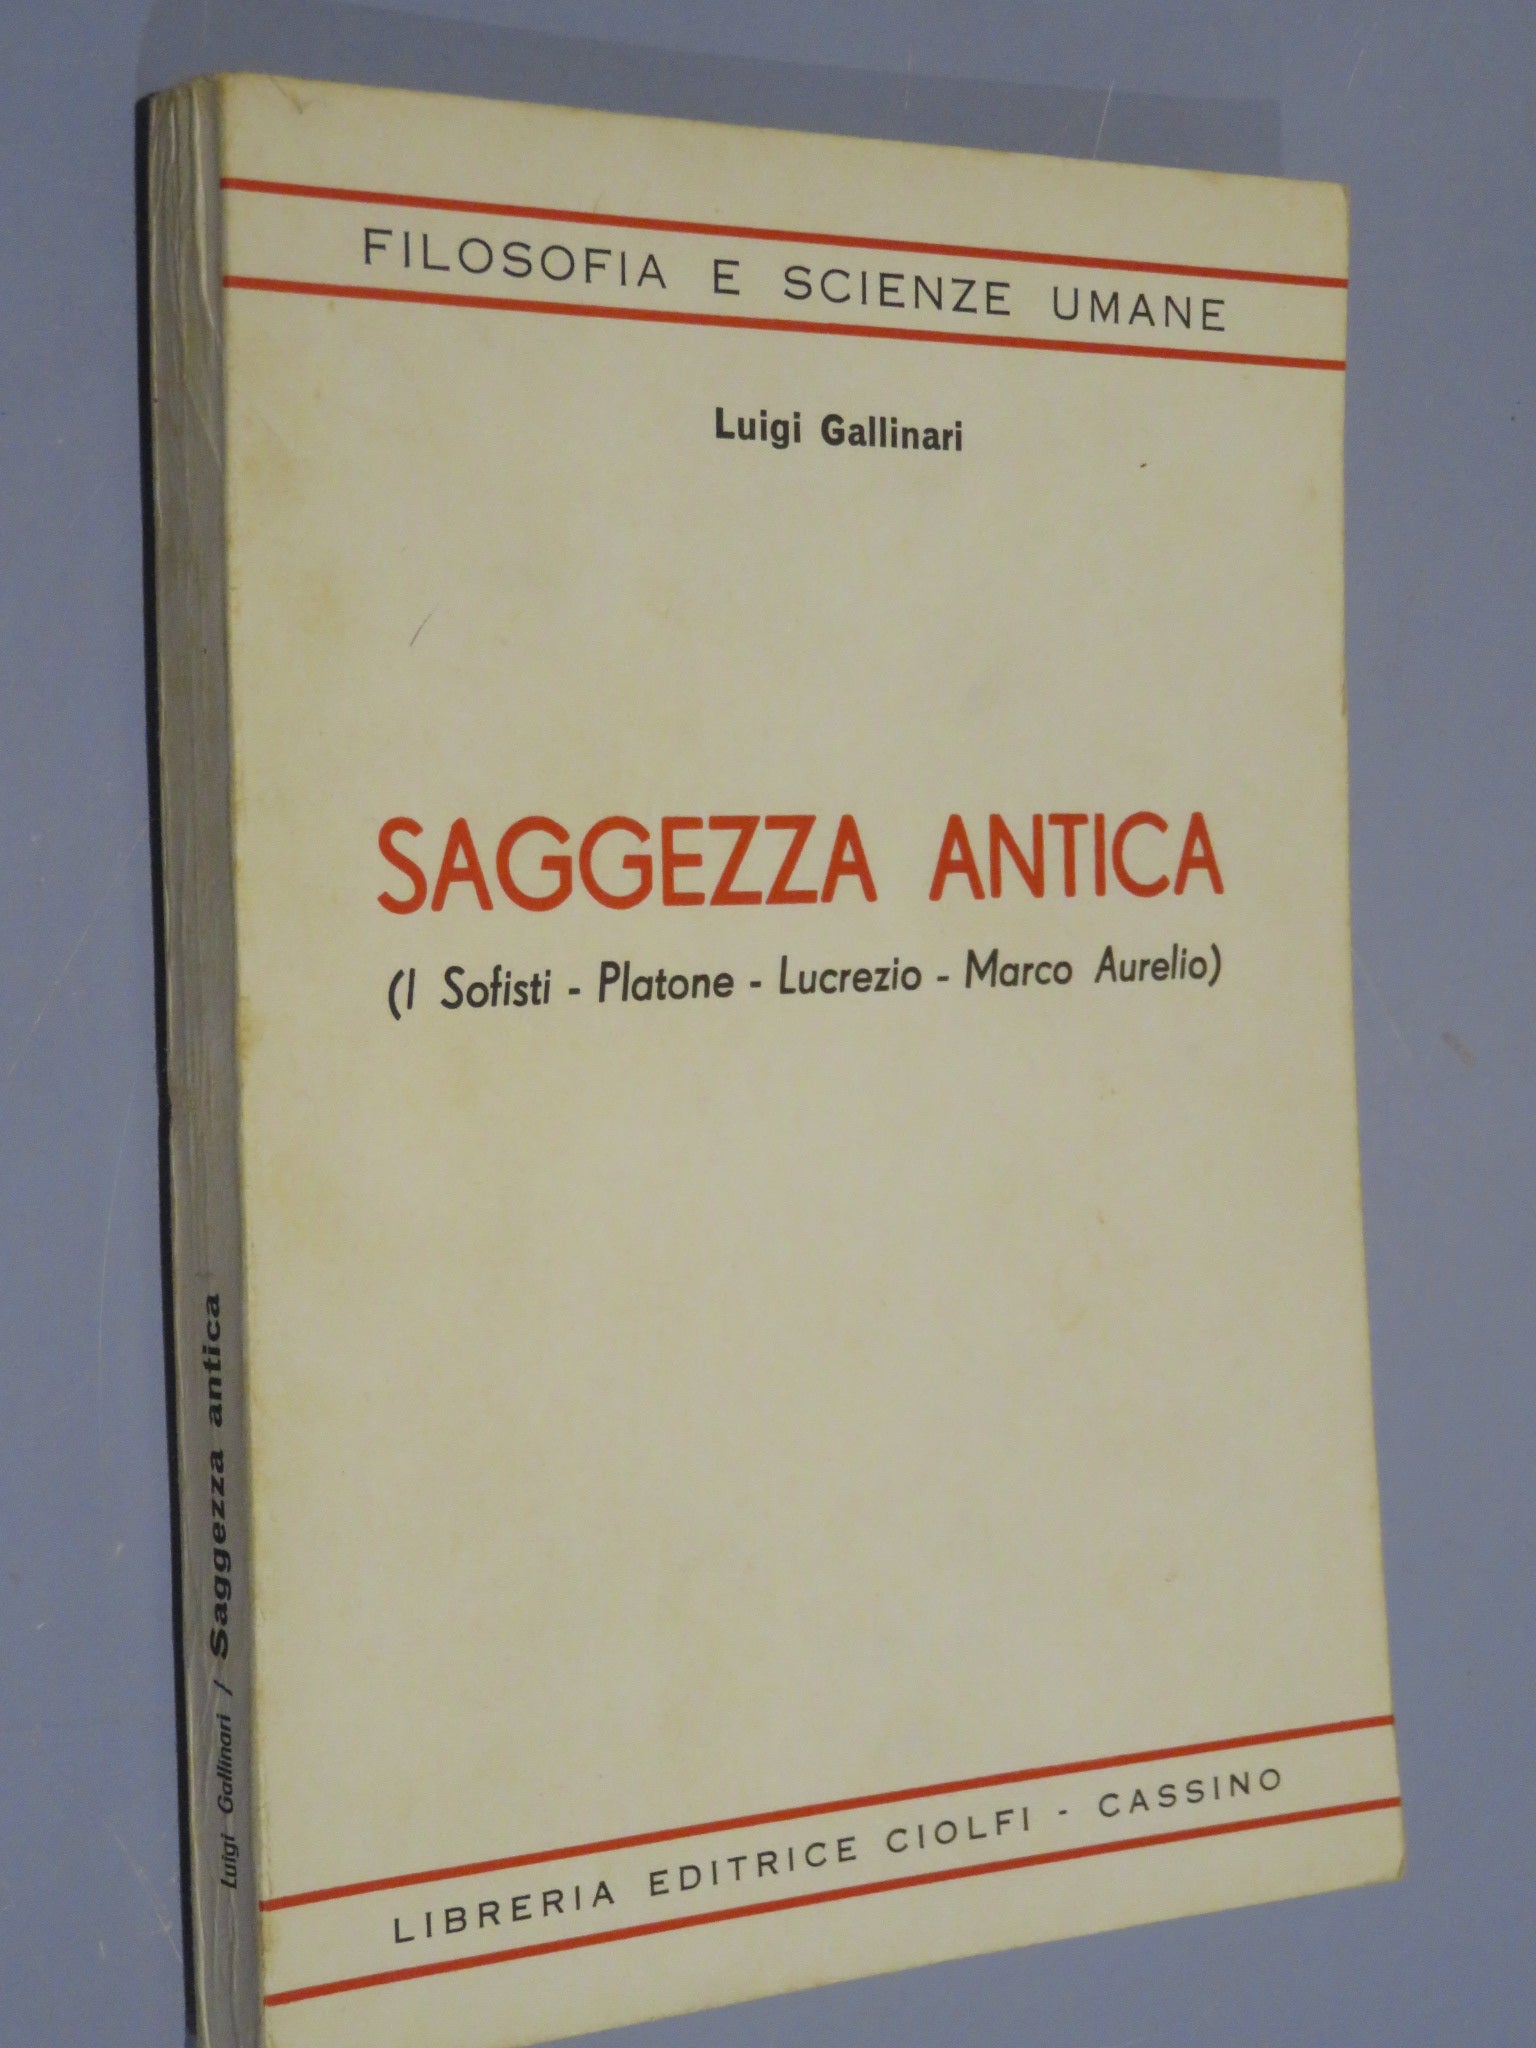 FILOSOFIA E SCIENZE UMANE
Luigi Gallinari
SAGGEZZA ANTICA
(I Sofisti - Platone - Lucrezio - Marco Aurelio)
LIBRERIA EDITRICE CIOLFI - CASSINO
Luigi Gallinari / Saggezza antica